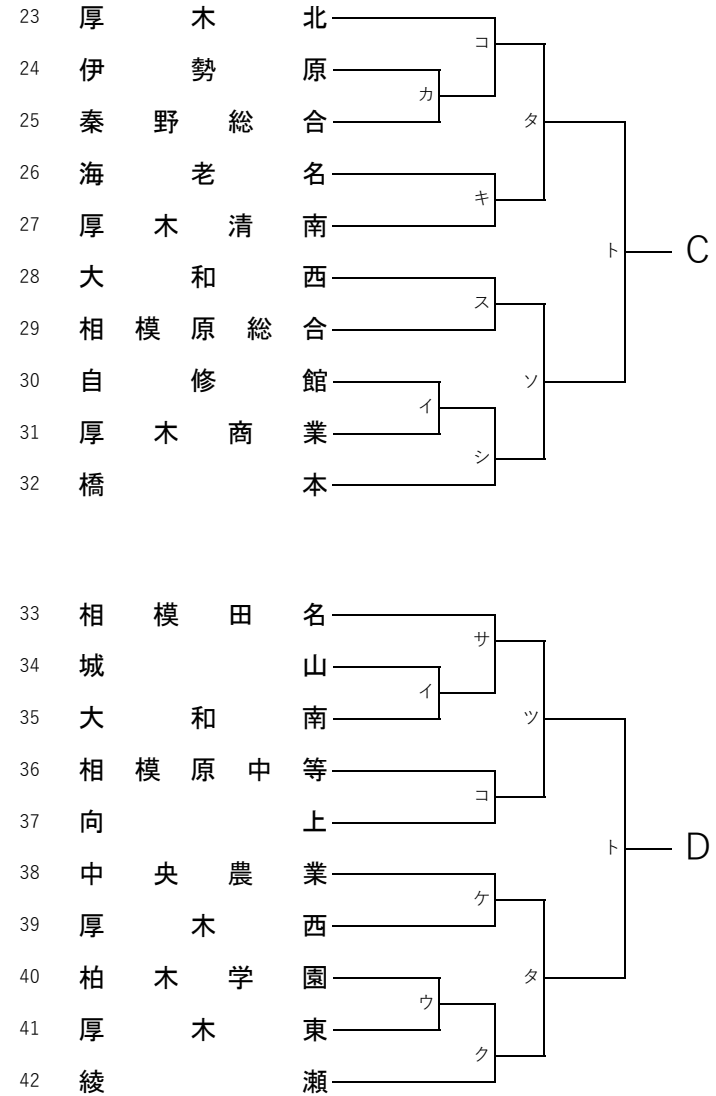 23 厚木北
コ
24 伊勢原
カ
25 秦野総合
タ
26 海老名
キ
27 厚木清南
ト C
28 大和西
ス
29 相模原総合
30 自修館
ソ
イ
31 厚木商業
シ
32 橋本
33 相模田名
サ
34 城山
イ
35 大和南
ツ
36 相模原中等
コ
37 向上
ト D
38 中央農業
ケ
39 厚木西
40 柏木学園
タ
ウ
41 厚木東
ク
42 綾瀬